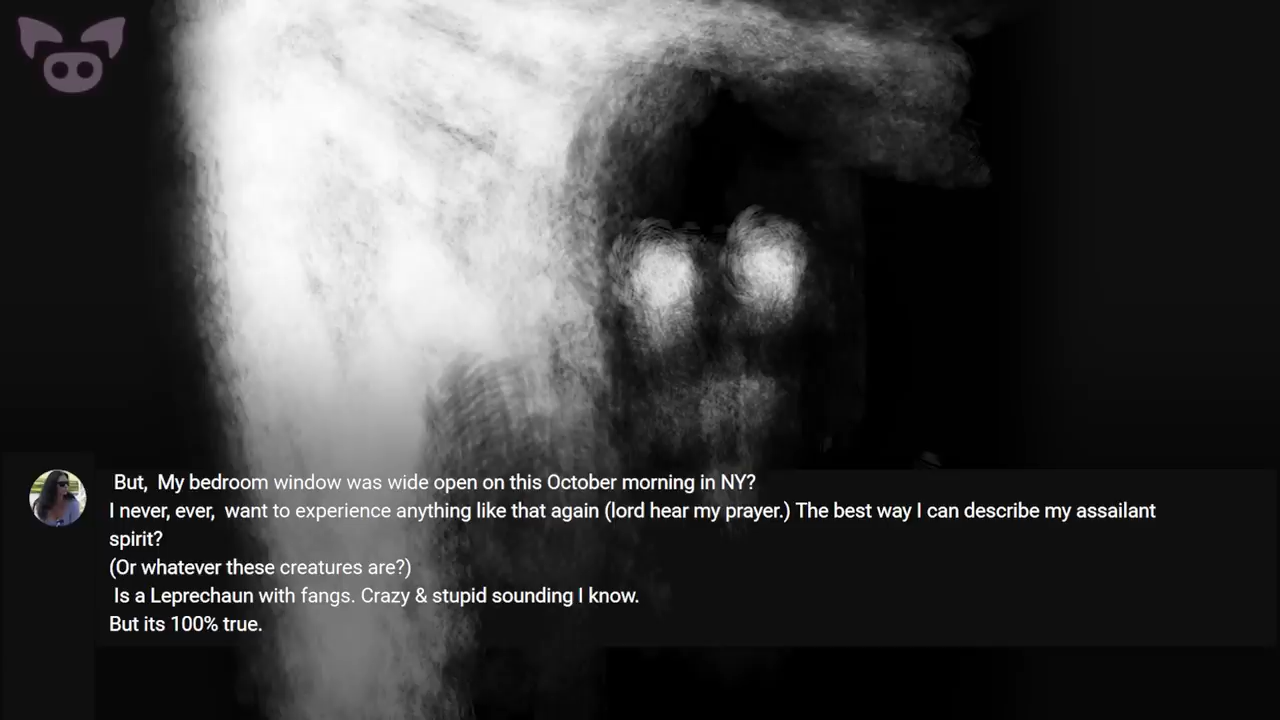 But, My bedroom window was wide open on this October morning in NY?
I never, ever, want to experience anything like that again (lord hear my prayer.) The best way I can describe my assailant
spirit?
(Or whatever these creatures are?)
Is a Leprechaun with fangs. Crazy & stupid sounding I know.
But its 100% true.